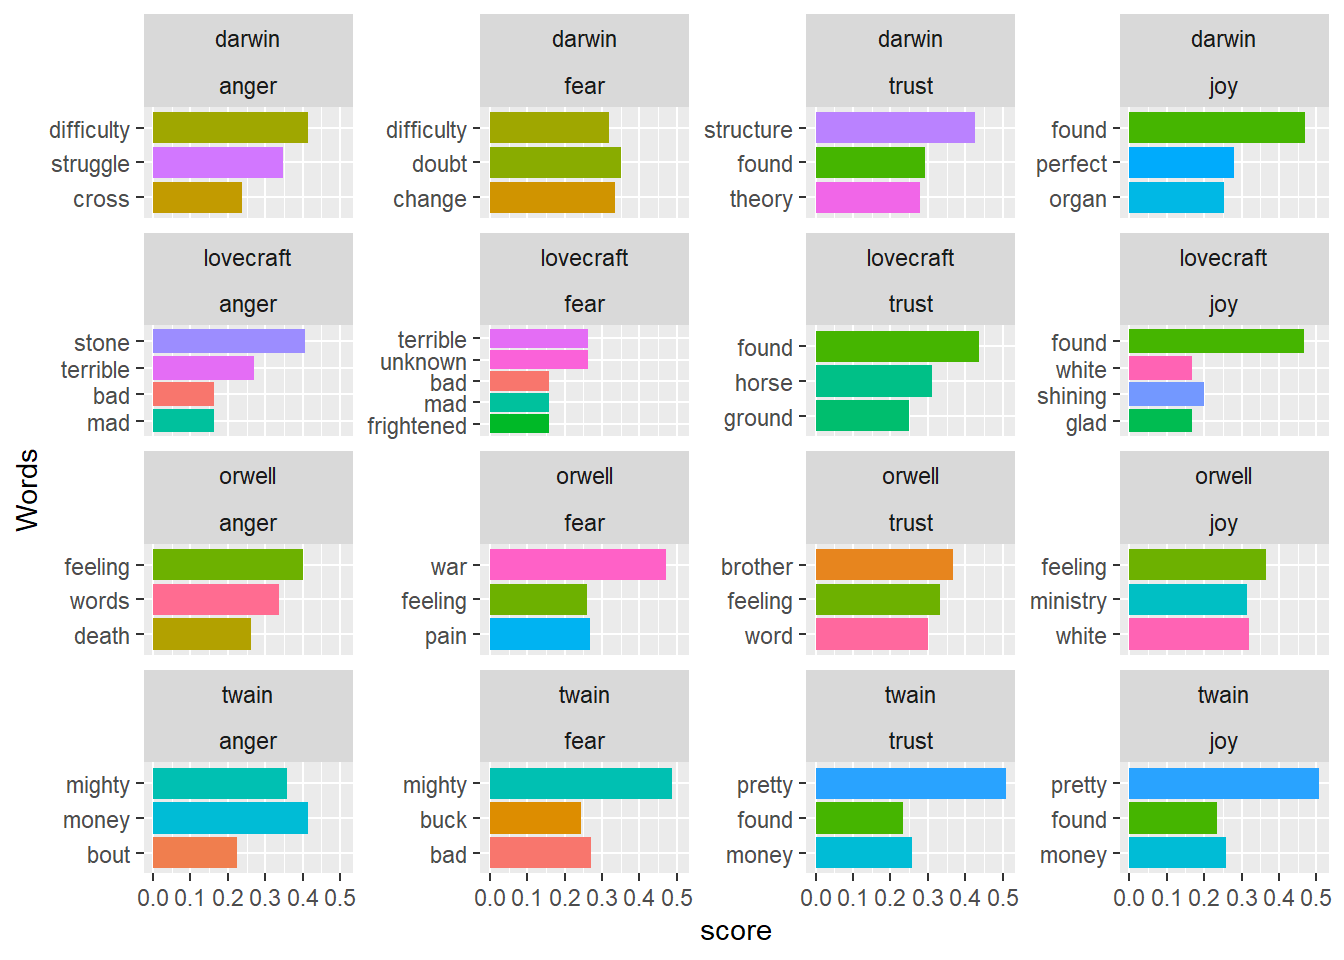 darwin
anger
difficulty
struggle
cross
darwin
fear
difficulty
doubt
change
darwin
trust
structure
found
theory
darwin
joy
found
perfect
organ
lovecraft
anger
stone
terrible
bad
mad
lovecraft
fear
terrible
unknown
bad
mad
frightened
lovecraft
trust
found
horse
ground
lovecraft
joy
found
white
shining
glad
orwell
anger
feeling
words
death
orwell
fear
war
feeling
pain
orwell
trust
brother
feeling
word
orwell
joy
feeling
ministry
white
twain
anger
mighty
money
bout
twain
fear
mighty
buck
bad
twain
trust
pretty
found
money
twain
joy
pretty
found
money
0.0 0.1 0.2 0.3 0.4 0.5
0.0 0.1 0.2 0.3 0.4 0.5
0.0 0.1 0.2 0.3 0.4 0.5
0.0 0.1 0.2 0.3 0.4 0.5
score
Words